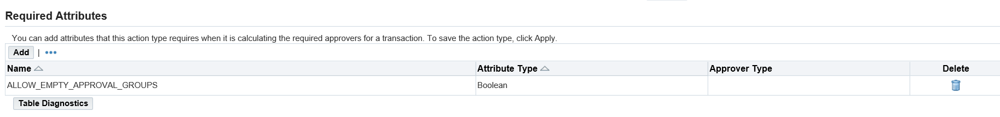 Required Attributes
You can add attributes that this action type requires when it is calculating the required approvers for a transaction. To save the action type, click Apply.
Add | •••
Name Attribute Type Approver Type Delete
ALLOW_EMPTY_APPROVAL_GROUPS Boolean
Table Diagnostics